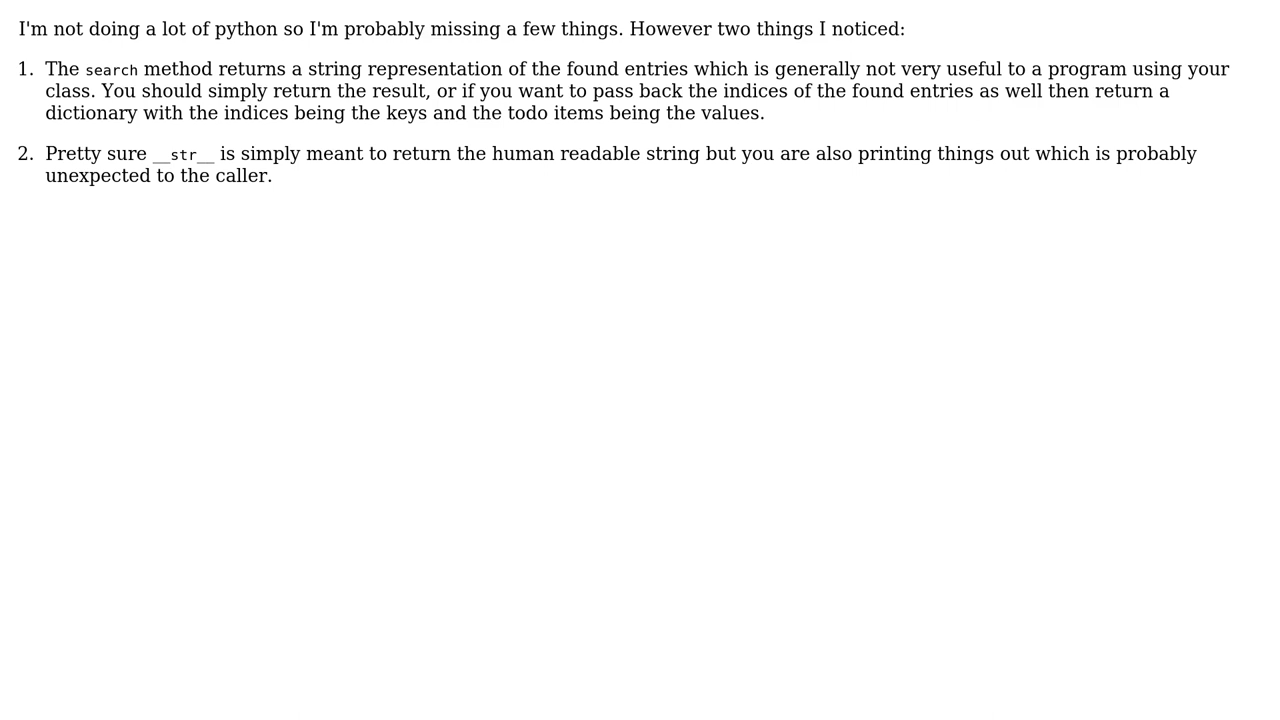 I'm not doing a lot of python so I'm probably missing a few things. However two things I noticed:
1. The search method returns a string representation of the found entries which is generally not very useful to a program using your
class. You should simply return the result, or if you want to pass back the indices of the found entries as well then return a
dictionary with the indices being the keys and the todo items being the values.
2. Pretty sure __str__ is simply meant to return the human readable string but you are also printing things out which is probably
unexpected to the caller.